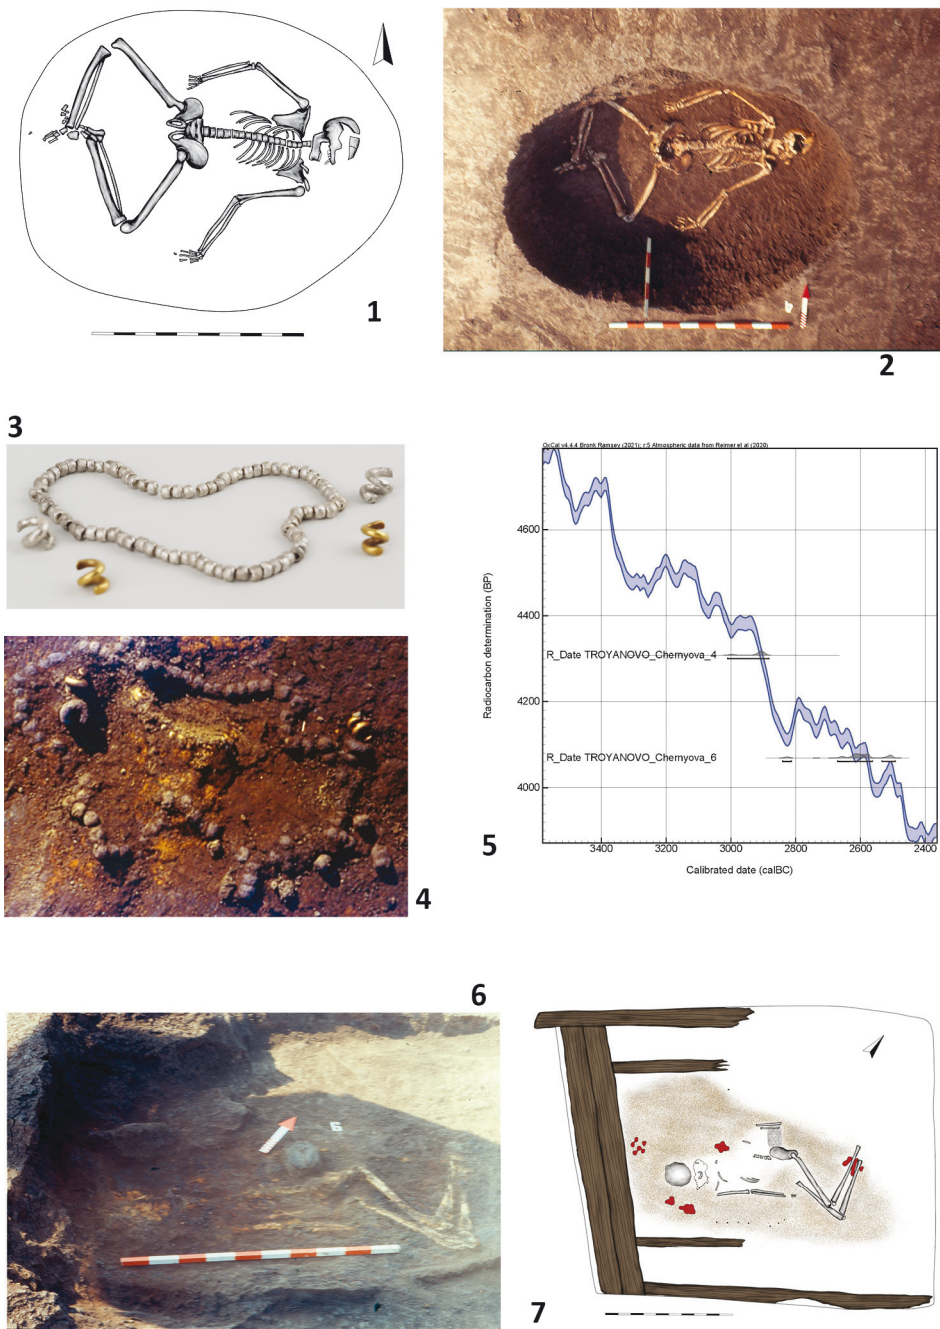 1
2
3
OxCal v4.4.4 Bronk Ramsey (2021); r:5 Atmospheric data from Reimer et al (2020)
4600
4400
R_Date TROYANOVO_Chernyova_4
4200
R_Date TROYANOVO_Chernyova_6
4000
Radiocarbon determination (BP)
3400 3200 3000 2800 2600 2400
Calibrated date (calBC)
5
4
6
6
7